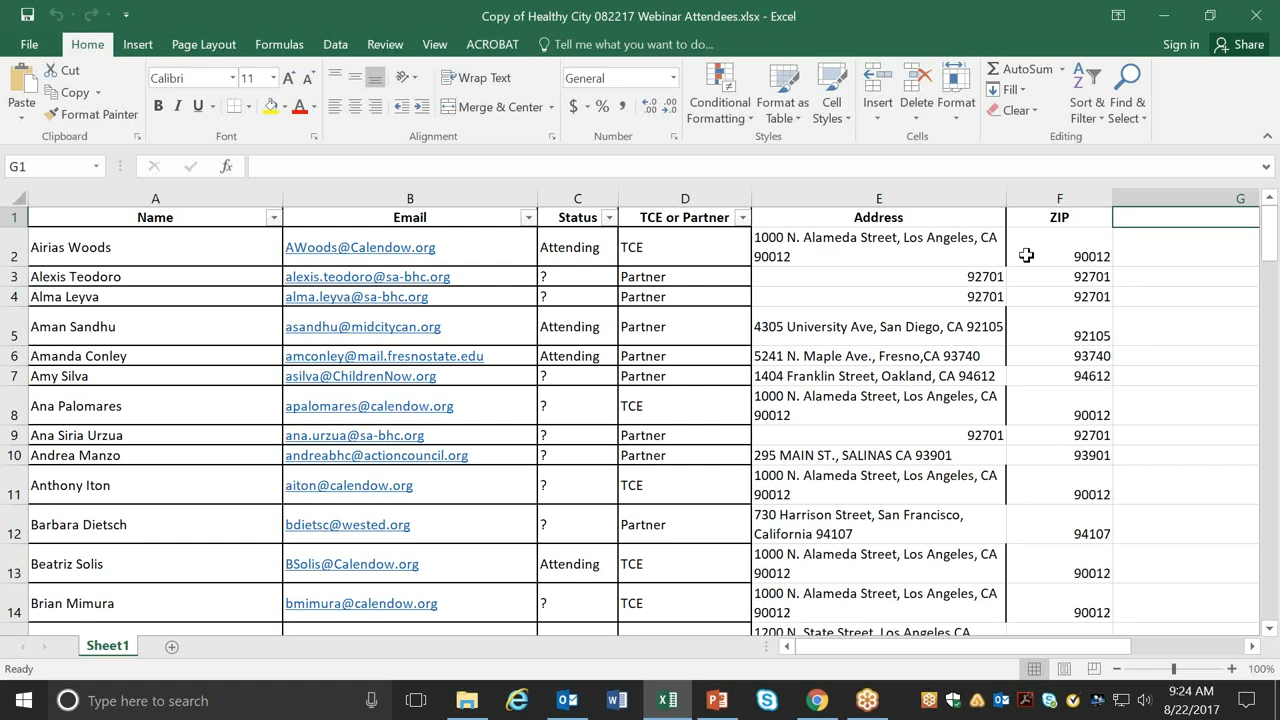 Copy of Healthy City 082217 Webinar Attendees.xlsx - Excel
File Home Insert Page Layout Formulas Data Review View ACROBAT Tell me what you want to do... Sign in Share
Paste
Cut
Copy
Format Painter
Clipboard
Calibri 11
B I U
Font
Wrap Text
Merge & Center
Alignment
General
$ % ,
Number
Conditional Formatting
Format as Table
Cell Styles
Styles
Insert
Delete
Format
Cells
AutoSum
Fill
Clear
Sort & Filter
Find & Select
Editing
G1 fx
A B C D E F G
1 Name Email Status TCE or Partner Address ZIP
2 Airias Woods AWoods@Calendow.org Attending TCE 1000 N. Alameda Street, Los Angeles, CA 90012 90012
3 Alexis Teodoro alexis.teodoro@sa-bhc.org ? Partner 92701 92701
4 Alma Leyva alma.leyva@sa-bhc.org ? Partner 92701 92701
5 Aman Sandhu asandhu@midcitycan.org Attending Partner 4305 University Ave, San Diego, CA 92105 92105
6 Amanda Conley amconley@mail.fresnostate.edu Attending Partner 5241 N. Maple Ave., Fresno,CA 93740 93740
7 Amy Silva asilva@ChildrenNow.org ? Partner 1404 Franklin Street, Oakland, CA 94612 94612
8 Ana Palomares apalomares@calendow.org ? TCE 1000 N. Alameda Street, Los Angeles, CA 90012 90012
9 Ana Siria Urzua ana.urzua@sa-bhc.org ? Partner 92701 92701
10 Andrea Manzo andreabhc@actioncouncil.org ? Partner 295 MAIN ST., SALINAS CA 93901 93901
11 Anthony Iton aiton@calendow.org ? TCE 1000 N. Alameda Street, Los Angeles, CA 90012 90012
12 Barbara Dietsch bdietsc@wested.org ? Partner 730 Harrison Street, San Francisco, California 94107 94107
13 Beatriz Solis BSolis@Calendow.org Attending TCE 1000 N. Alameda Street, Los Angeles, CA 90012 90012
14 Brian Mimura bmimura@calendow.org ? TCE 1000 N. Alameda Street, Los Angeles, CA 90012 90012
1200 N. State Street, Los Angeles CA
Sheet1
Ready 100%
Type here to search
9:24 AM
8/22/2017